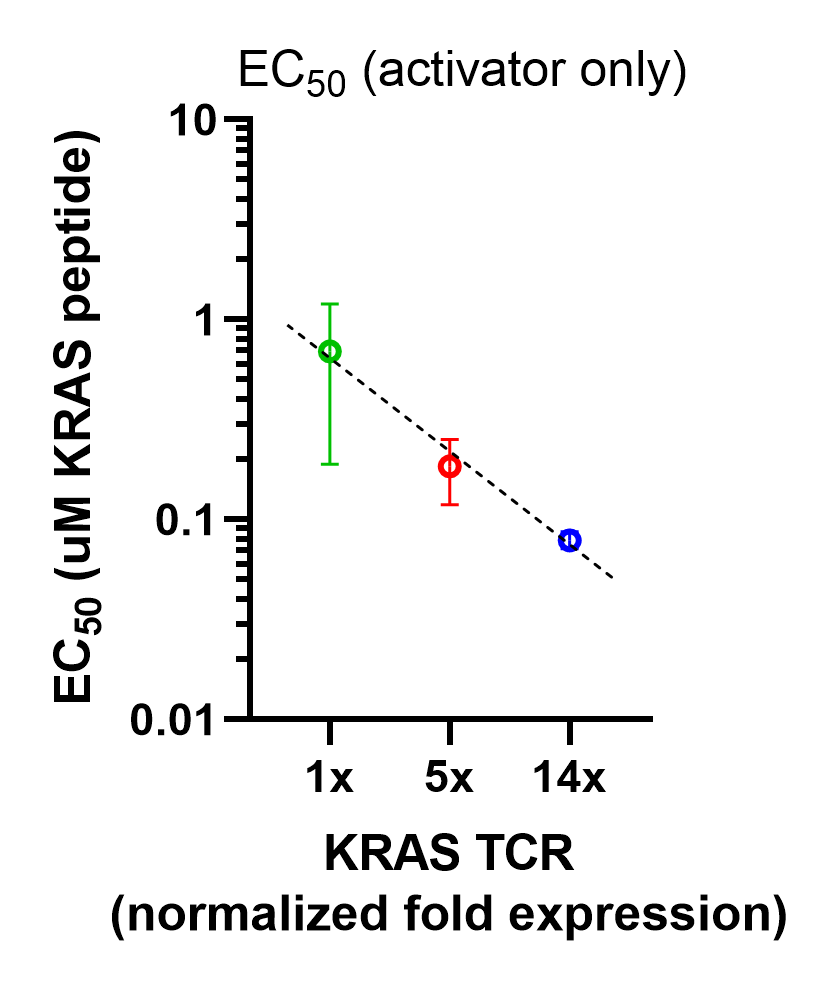 EC50 (activator only)
EC50 (uM KRAS peptide)
10
1
0.1
0.01
1x 5x 14x
KRAS TCR
(normalized fold expression)